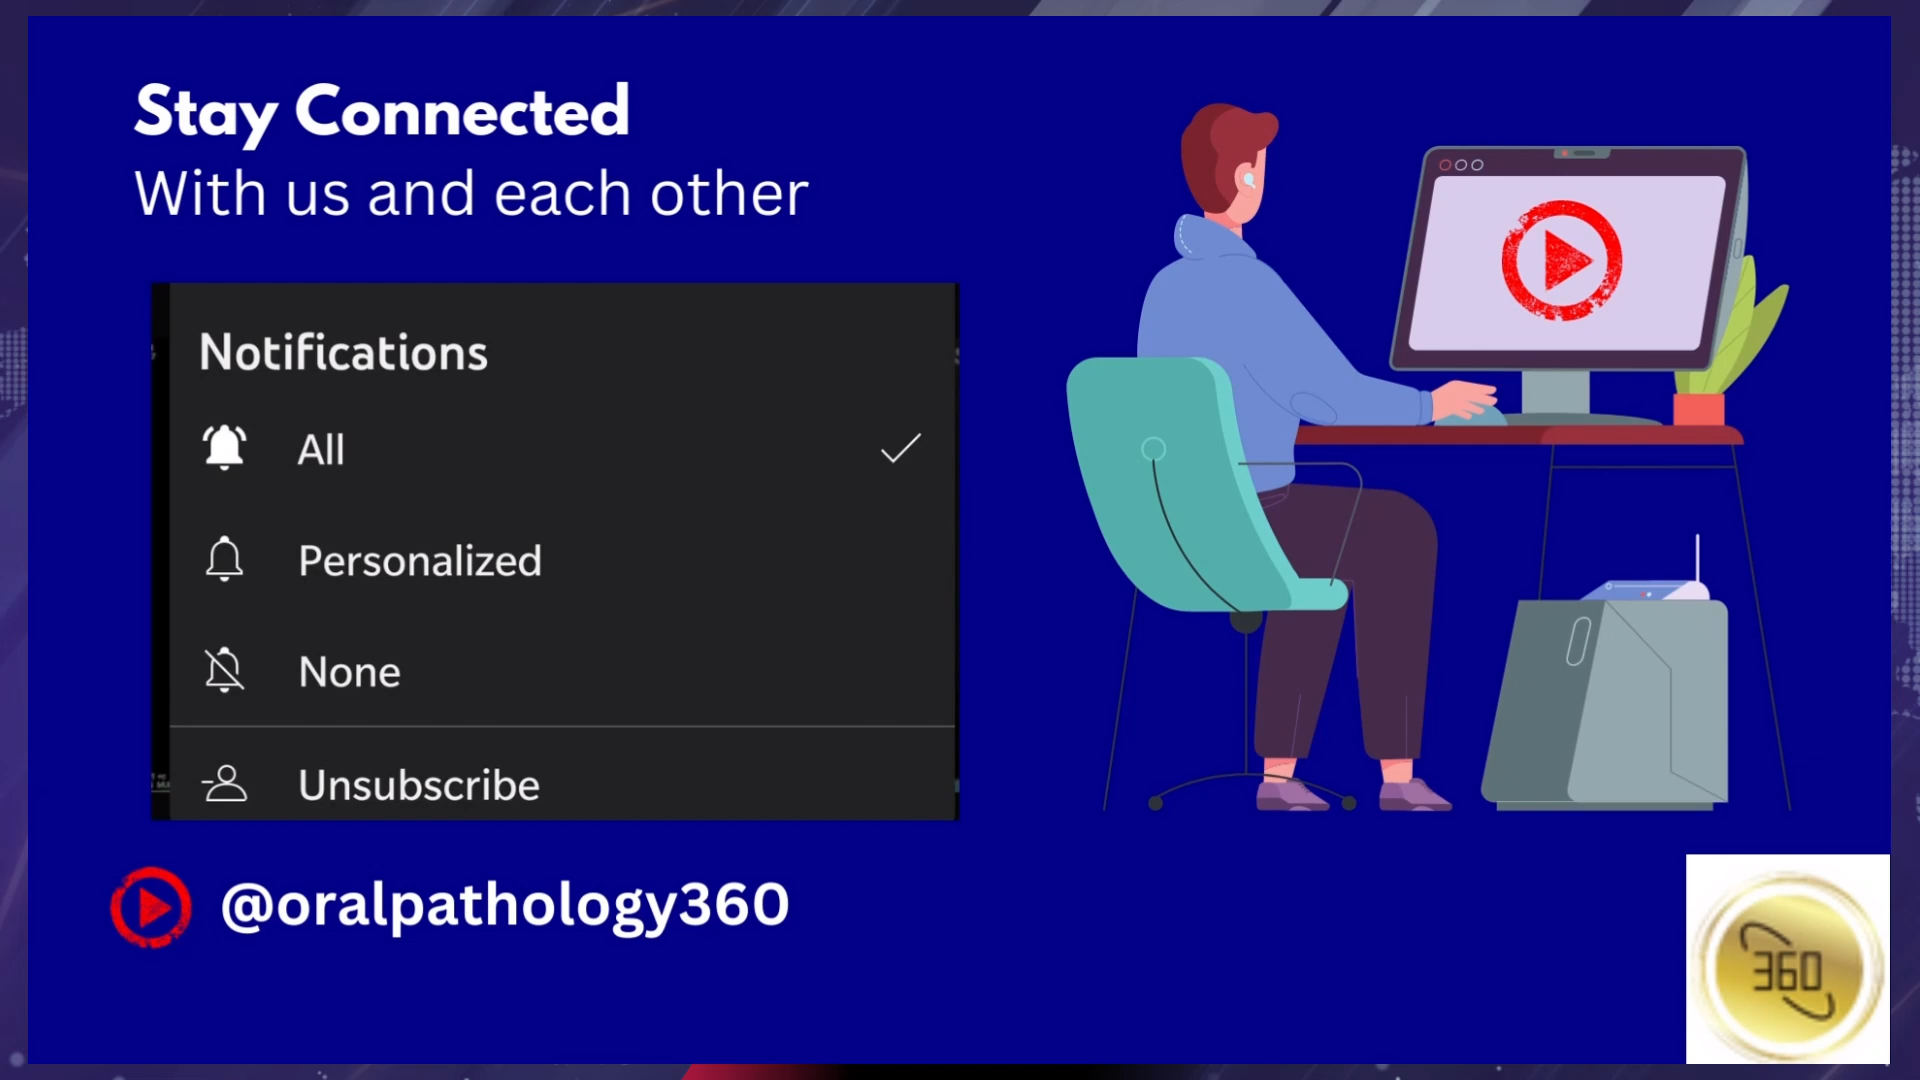 Stay Connected
With us and each other
Notifications
All
Personalized
None
Unsubscribe
@oralpathology360
360